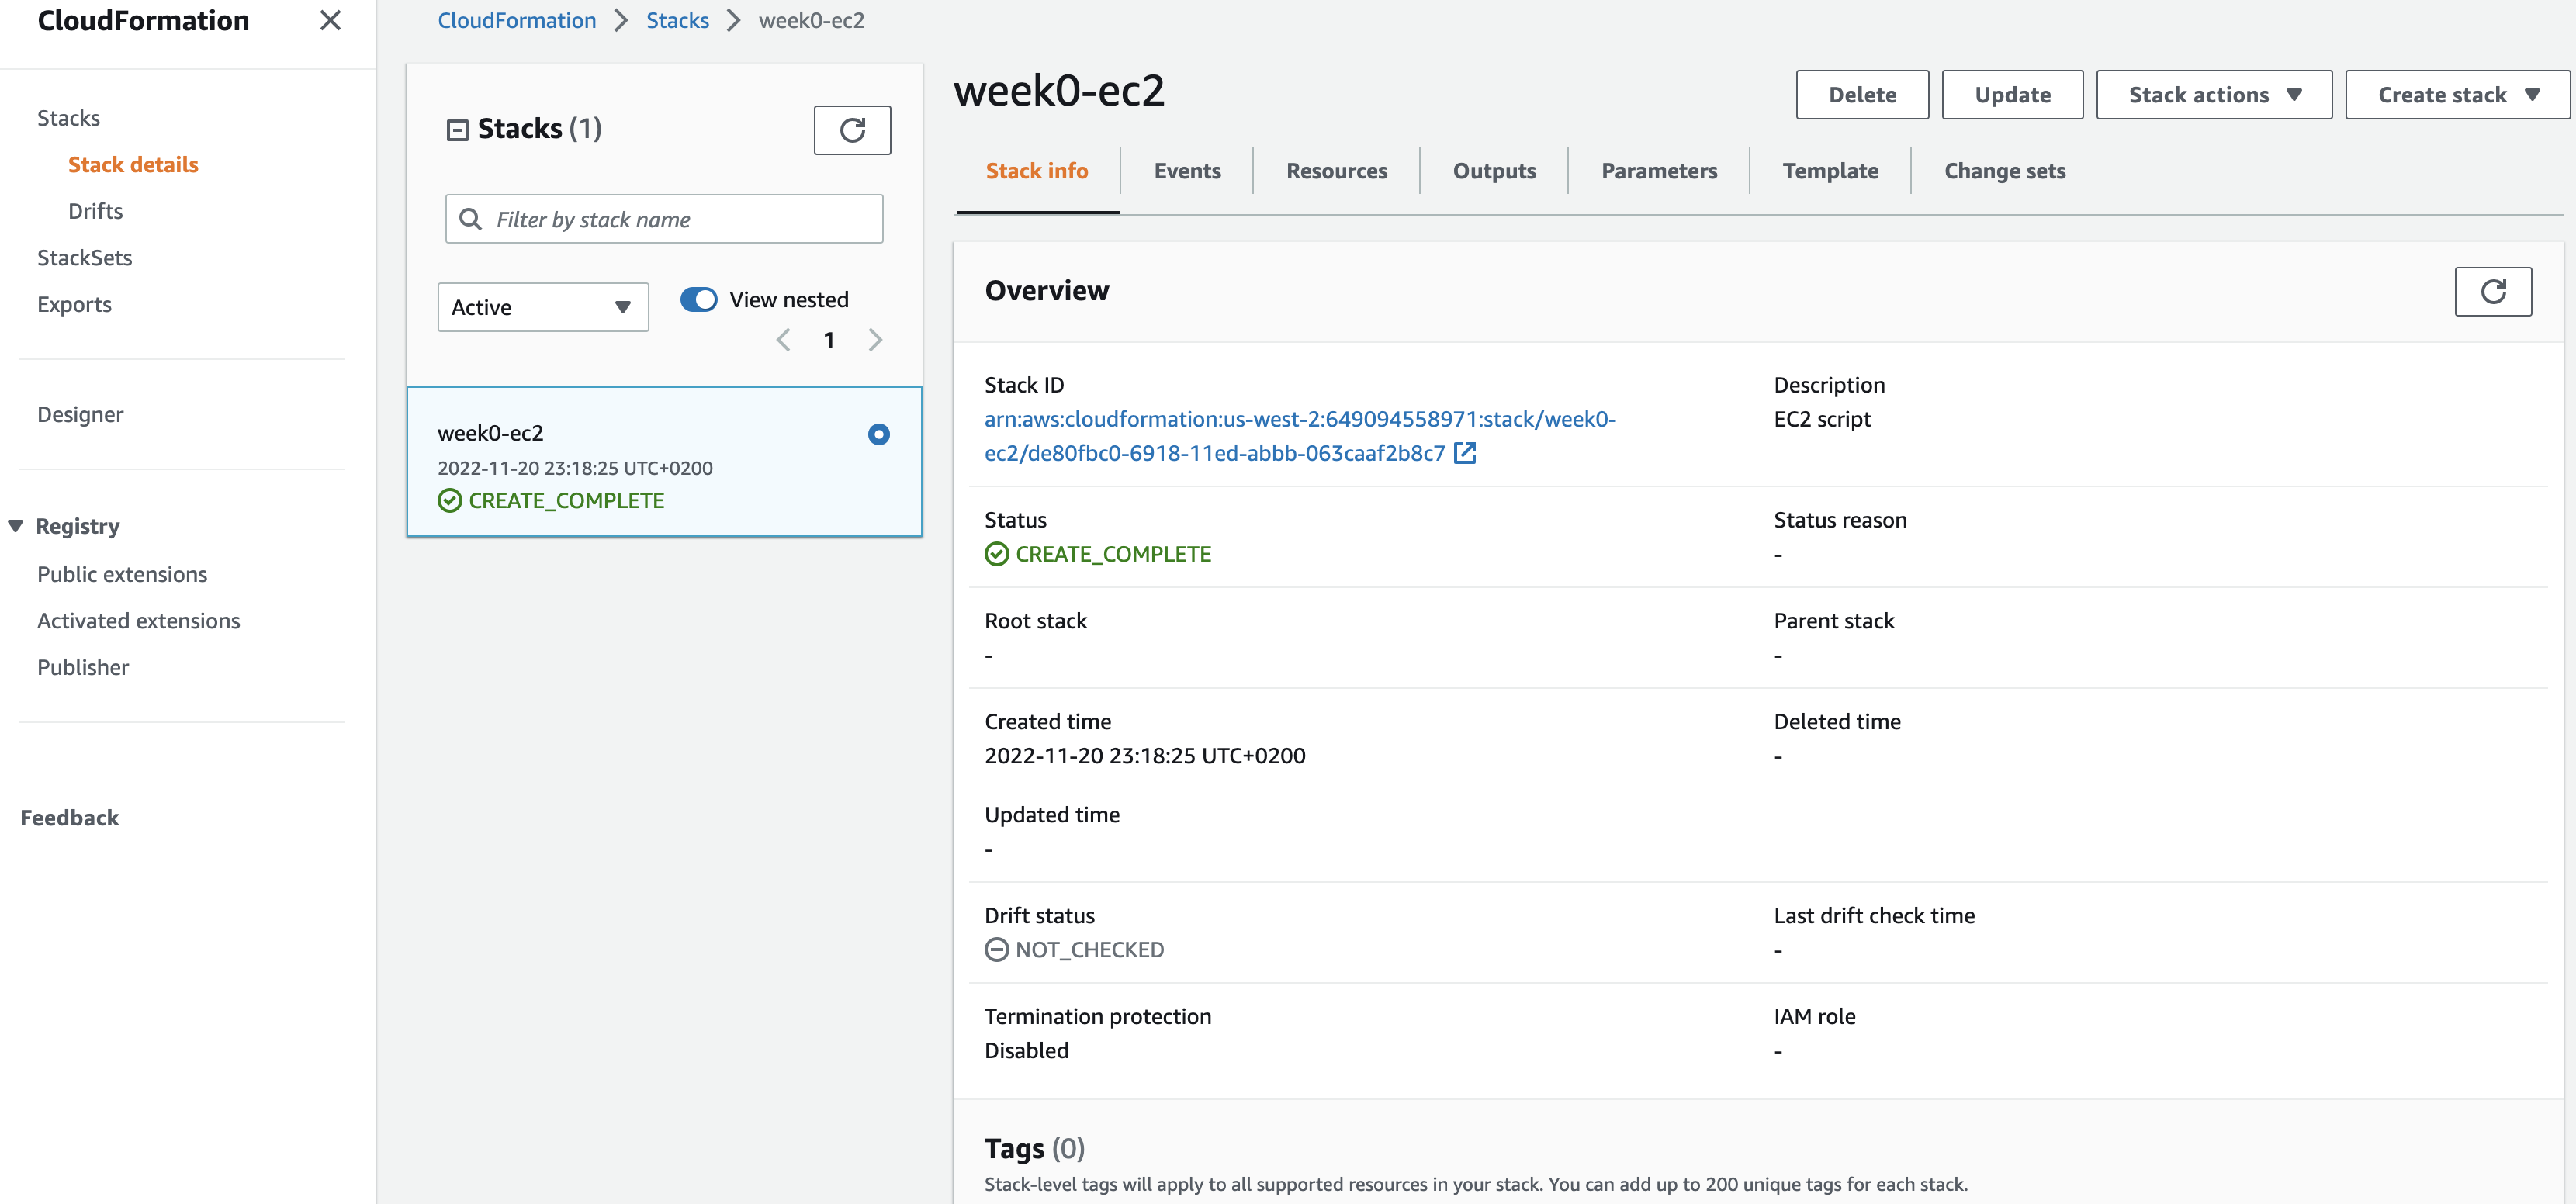 CloudFormation
Stacks
Stack details
Drifts
StackSets
Exports
Designer
Registry
Public extensions
Activated extensions
Publisher
Feedback
CloudFormation > Stacks > week0-ec2
Stacks (1)
Filter by stack name
Active
View nested
1
week0-ec2
2022-11-20 23:18:25 UTC+0200
CREATE_COMPLETE
week0-ec2
Delete Update Stack actions Create stack
Stack info Events Resources Outputs Parameters Template Change sets
Overview
Stack ID
arn:aws:cloudformation:us-west-2:649094558971:stack/week0-
ec2/de80fbc0-6918-11ed-abbb-063caaf2b8c7
Description
EC2 script
Status
CREATE_COMPLETE
Status reason
-
Root stack
-
Parent stack
-
Created time
2022-11-20 23:18:25 UTC+0200
Deleted time
-
Updated time
-
Drift status
NOT_CHECKED
Last drift check time
-
Termination protection
Disabled
IAM role
-
Tags (0)
Stack-level tags will apply to all supported resources in your stack. You can add up to 200 unique tags for each stack.